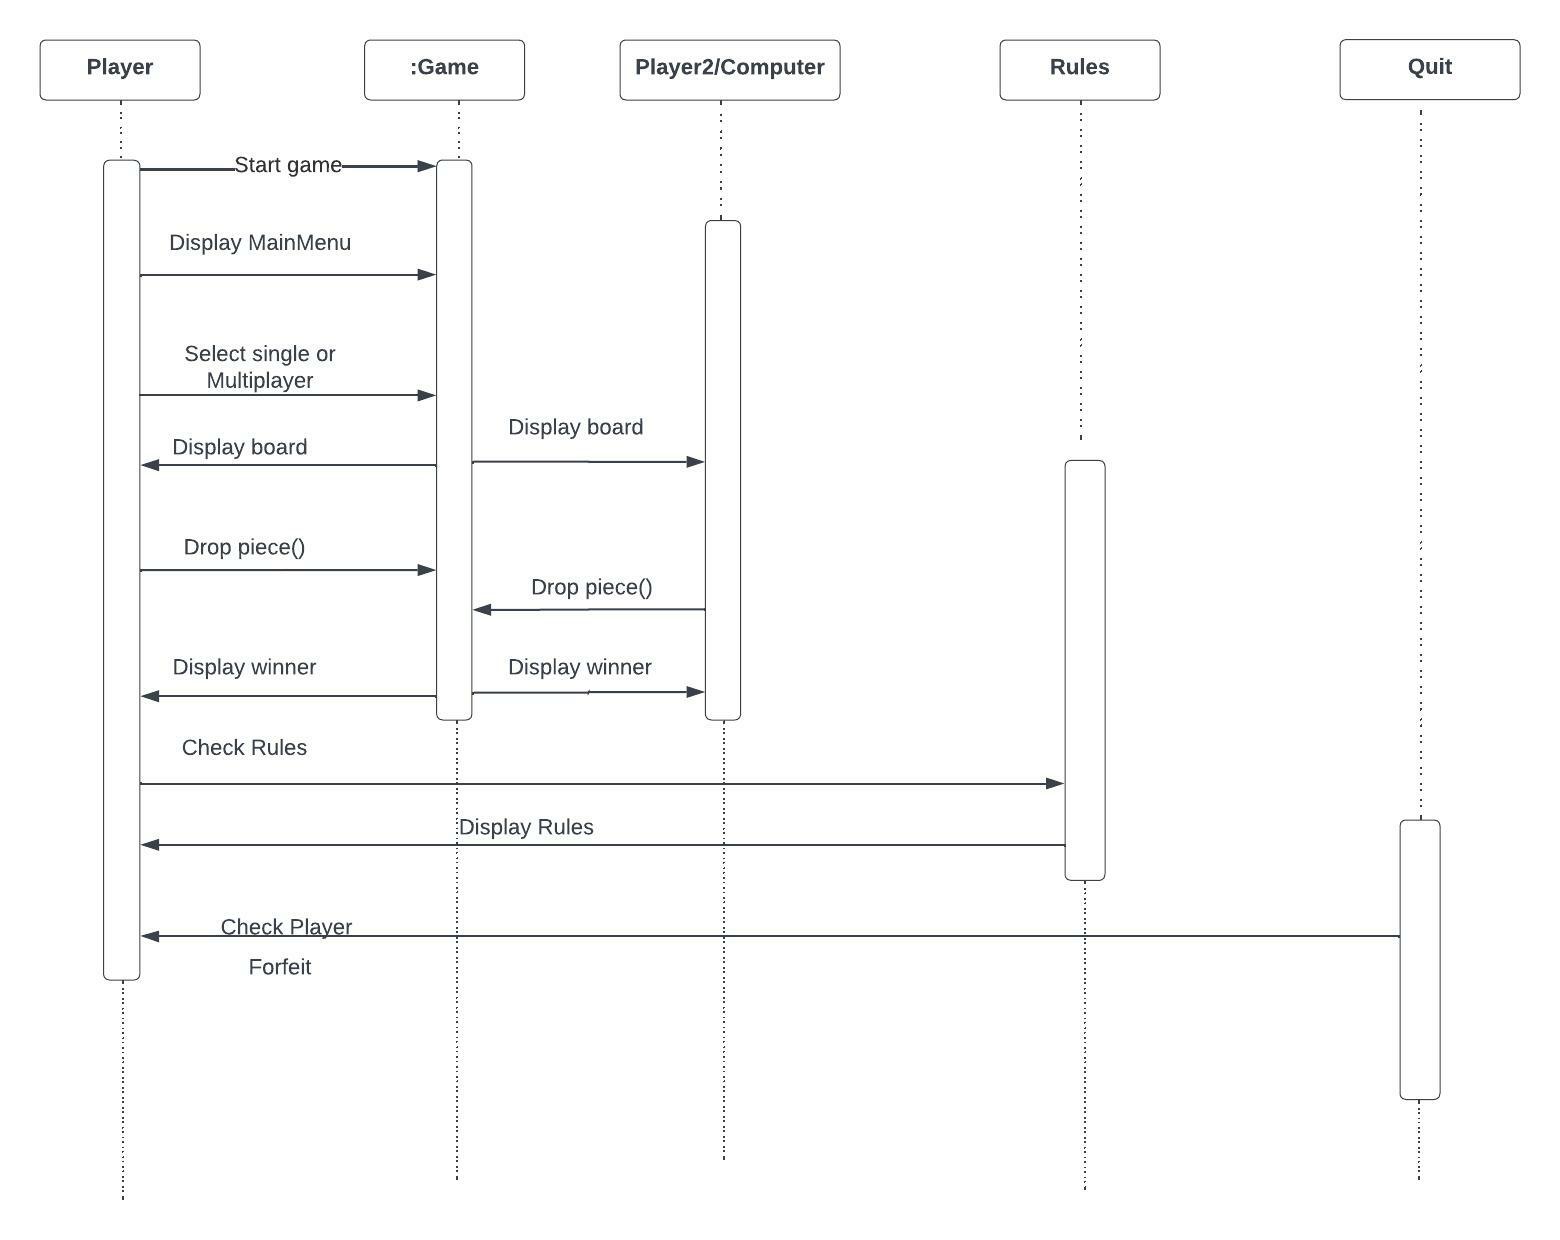 Player
:Game
Player2/Computer
Rules
Quit
Start game
Display MainMenu
Select single or
Multiplayer
Display board
Display board
Drop piece()
Drop piece()
Display winner
Display winner
Check Rules
Display Rules
Check Player
Forfeit